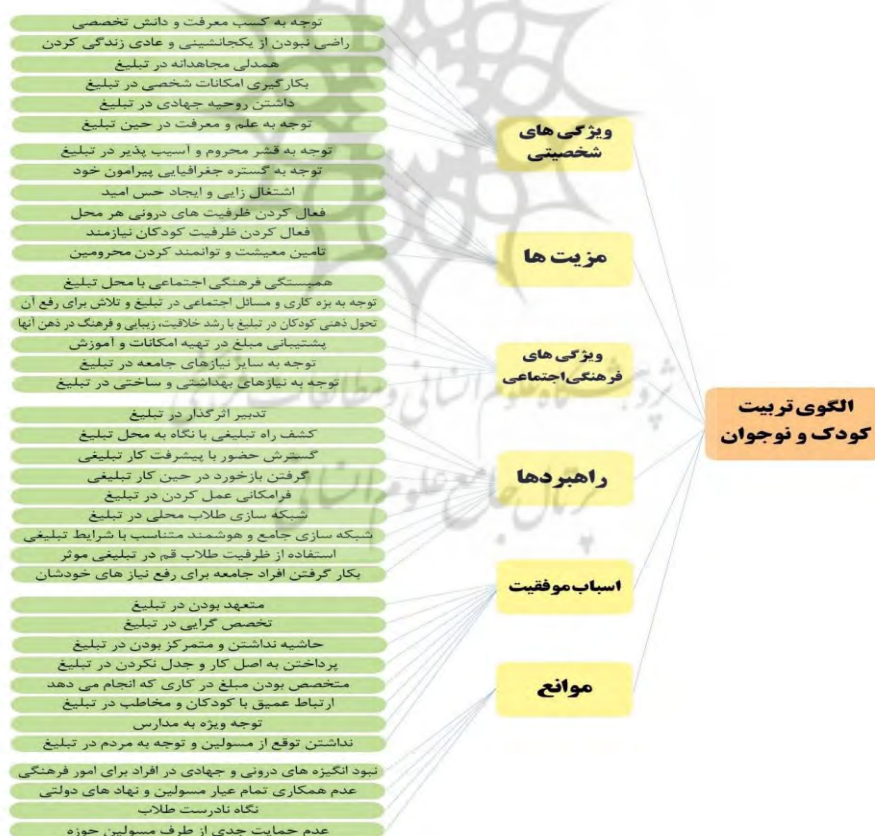 الگوی تربیت
کودک و نوجوان
ویژگی های
شخصیتی
توجه به کسب معرفت و دانش تخصصی
راضی نبودن از یکجانشینی و عادی زندگی کردن
همدلی مجاهدانه در تبلیغ
بکارگیری امکانات شخصی در تبلیغ
داشتن روحیه جهادی در تبلیغ
توجه به علم و معرفت در حین تبلیغ
مزیت ها
توجه به قشر محروم و آسیب پذیر در تبلیغ
توجه به گستره جغرافیایی پیرامون خود
اشتغال زایی و ایجاد حس امید
فعال کردن ظرفیت های درونی هر محل
فعال کردن ظرفیت کودکان نیازمند
تامین معیشت و توانمند کردن محرومین
ویژگی های
فرهنگی اجتماعی
همبستگی فرهنگی اجتماعی با محل تبلیغ
توجه به بزه کاری و مسائل اجتماعی در تبلیغ و تلاش برای رفع آن
تحول ذهنی کودکان در تبلیغ با رشد خلاقیت، زیبایی و فرهنگ در ذهن آنها
پشتیبانی مبلغ در تهیه امکانات و آموزش
توجه به سایر نیازهای جامعه در تبلیغ
توجه به نیازهای بهداشتی و ساختی در تبلیغ
راهبردها
تدبیر اثرگذار در تبلیغ
کشف راه تبلیغی با نگاه به محل تبلیغ
گسترش حضور با پیشرفت کار تبلیغی
گرفتن بازخورد در حین کار تبلیغی
فرامکانی عمل کردن در تبلیغ
شبکه سازی طلاب محلی در تبلیغ
شبکه سازی جامع و هوشمند متناسب با شرایط تبلیغی
استفاده از ظرفیت طلاب قم در تبلیغی موثر
بکار گرفتن افراد جامعه برای رفع نیاز های خودشان
اسباب موفقیت
متعهد بودن در تبلیغ
تخصص گرایی در تبلیغ
حاشیه نداشتن و متمرکز بودن در تبلیغ
پرداختن به اصل کار و جدل نکردن در تبلیغ
متخصص بودن مبلغ در کاری که انجام می دهد
ارتباط عمیق با کودکان و مخاطب در تبلیغ
توجه ویژه به مدارس
نداشتن توقع از مسولین و توجه به مردم در تبلیغ
موانع
نبود انگیزه های درونی و جهادی در افراد برای امور فرهنگی
عدم همکاری تمام عیار مسولین و نهاد های دولتی
نگاه نادرست طلاب
عدم حمایت جدی از طرف مسولین حوزه
پژوهشگاه علوم انسانی و مطالعات فرهنگی
پرتال جامع علوم انسانی